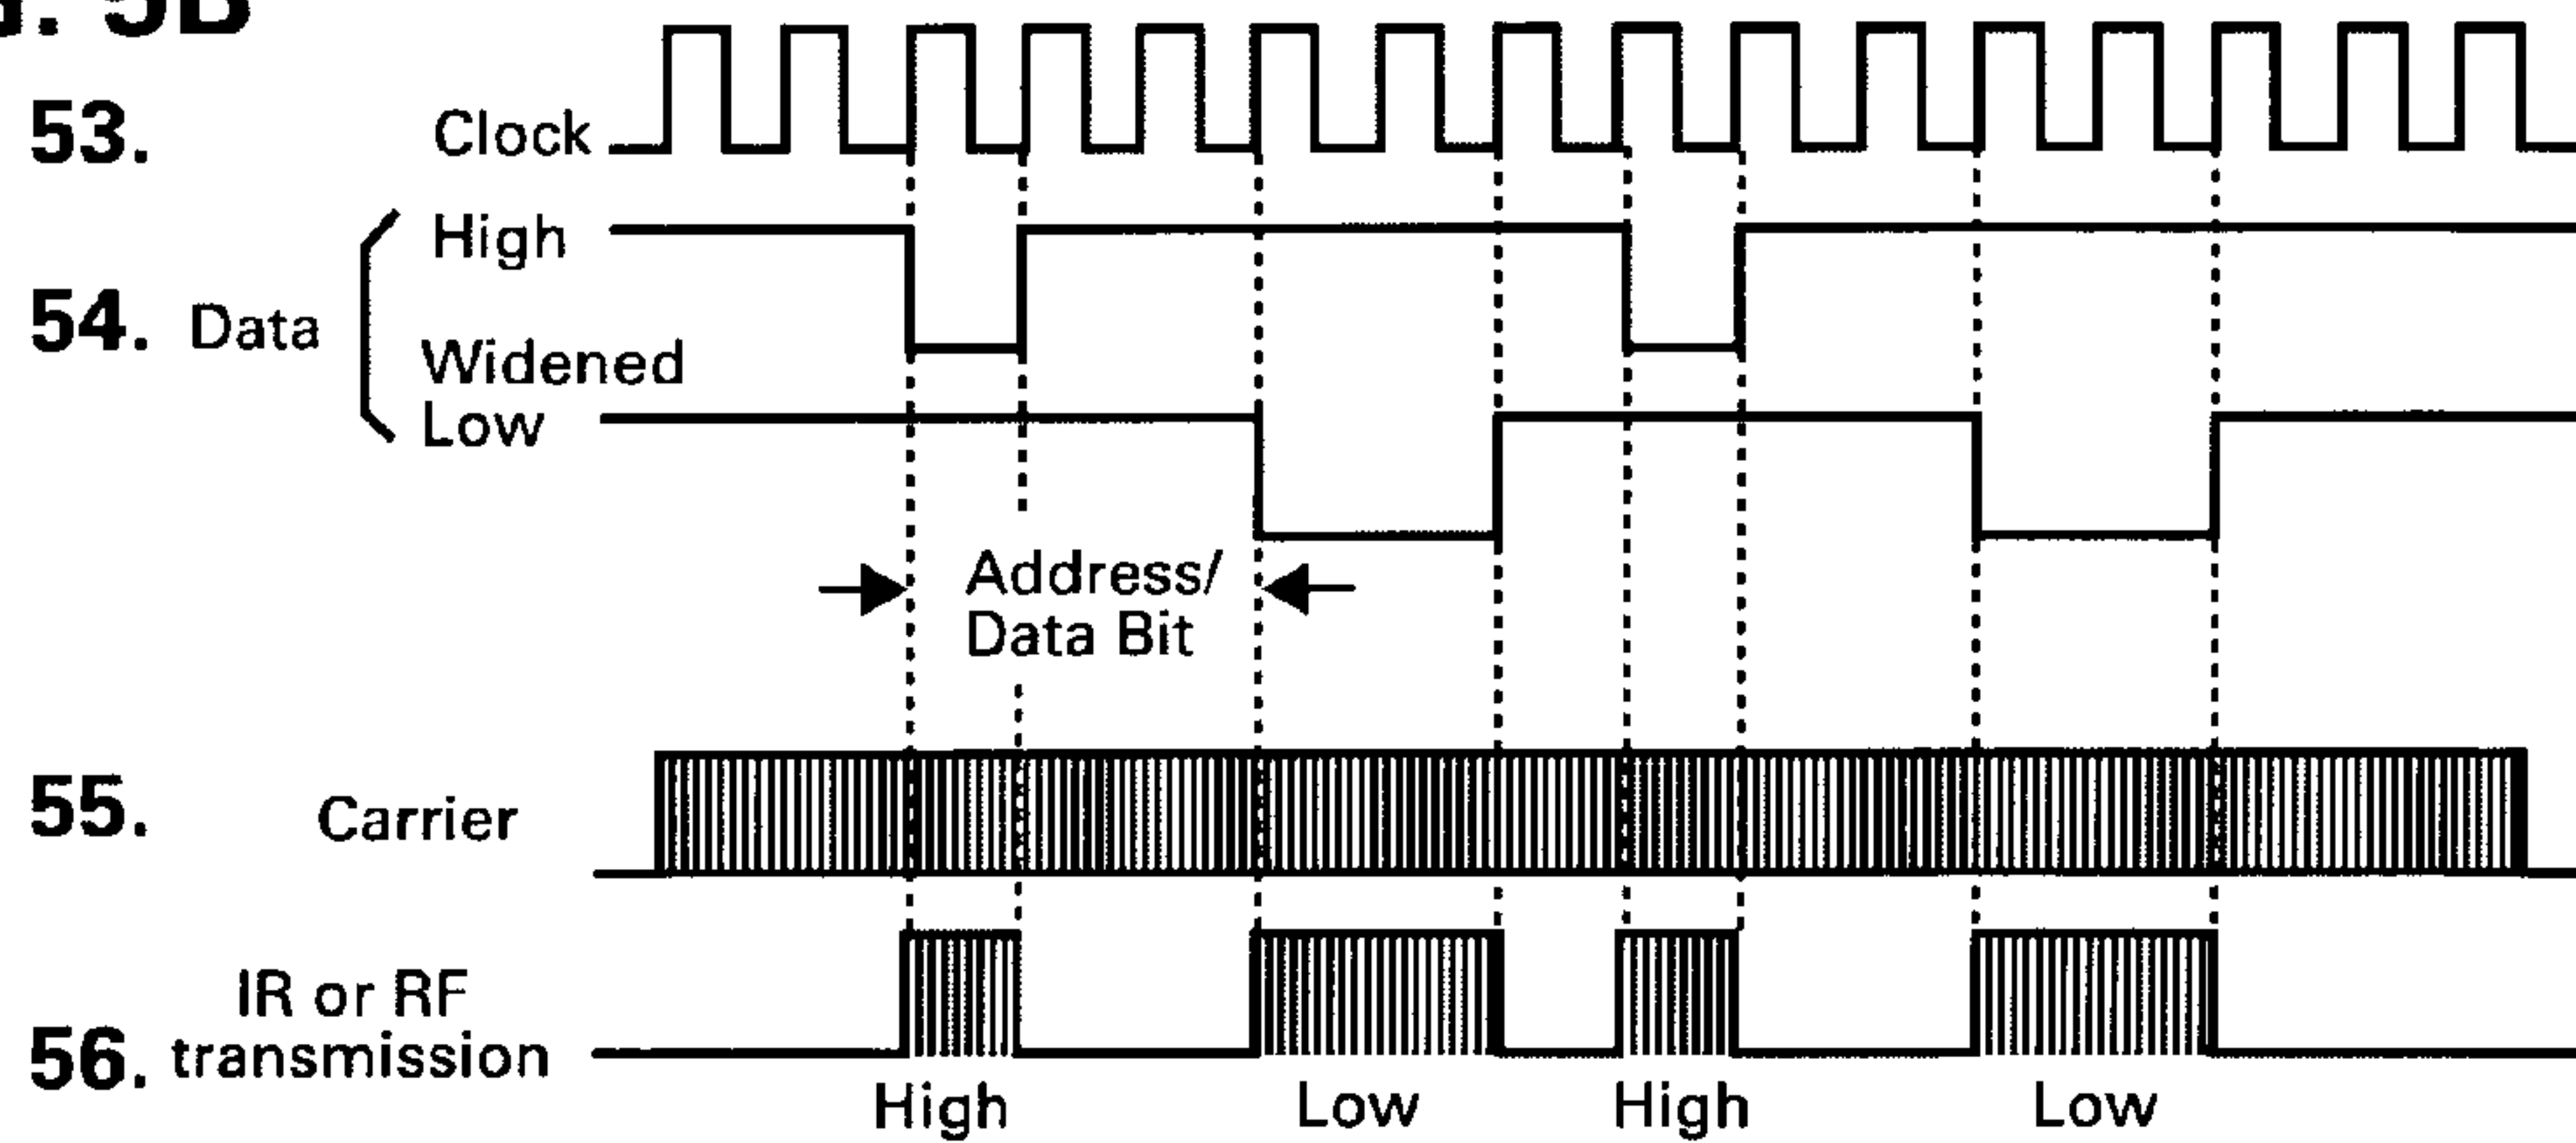 . 5B
53. Clock
High
54. Data
Widened
Low
Address/
Data Bit
55. Carrier
IR or RF
56. transmission
High Low High Low